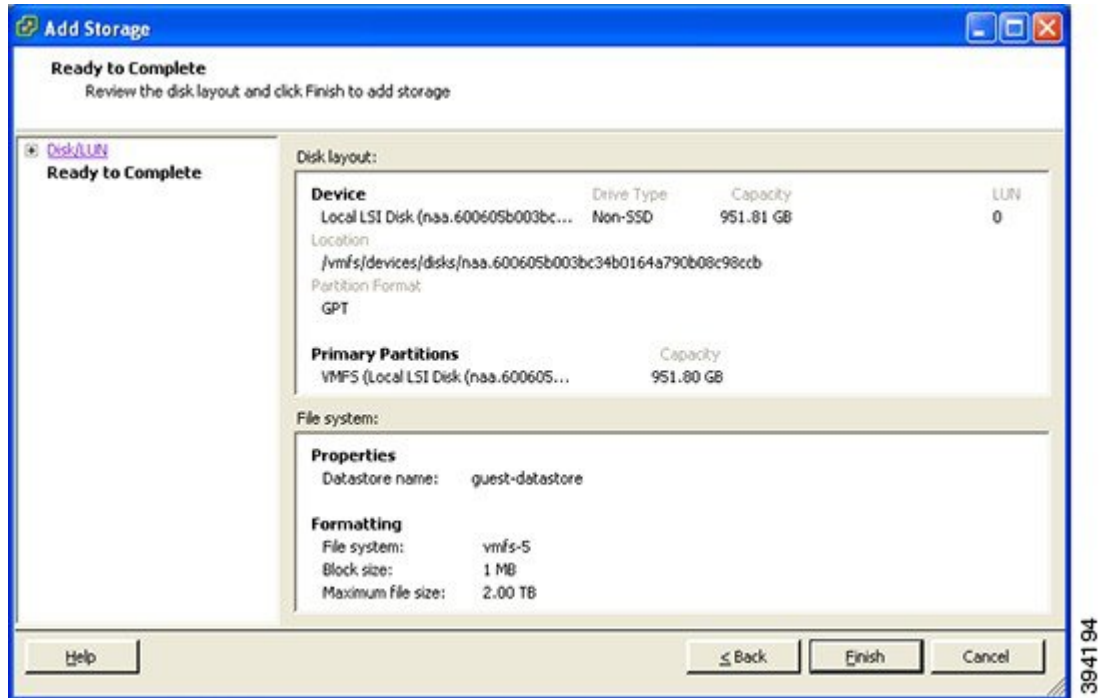 Add Storage
Ready to Complete
Review the disk layout and click Finish to add storage
Disk/LUN
Ready to Complete
Disk layout:
Device Drive Type Capacity LUN
Local LSI Disk (naa.600605b003bc... Non-SSD 951.81 GB 0
Location
/vmfs/devices/disks/naa.600605b003bc34b0164a790b08c98ccb
Partition Format
GPT
Primary Partitions Capacity
VMFS (Local LSI Disk (naa.600605... 951.80 GB
File system:
Properties
Datastore name: guest-datastore
Formatting
File system: vmfs-5
Block size: 1 MB
Maximum file size: 2.00 TB
Help ≤ Back Finish Cancel
394194